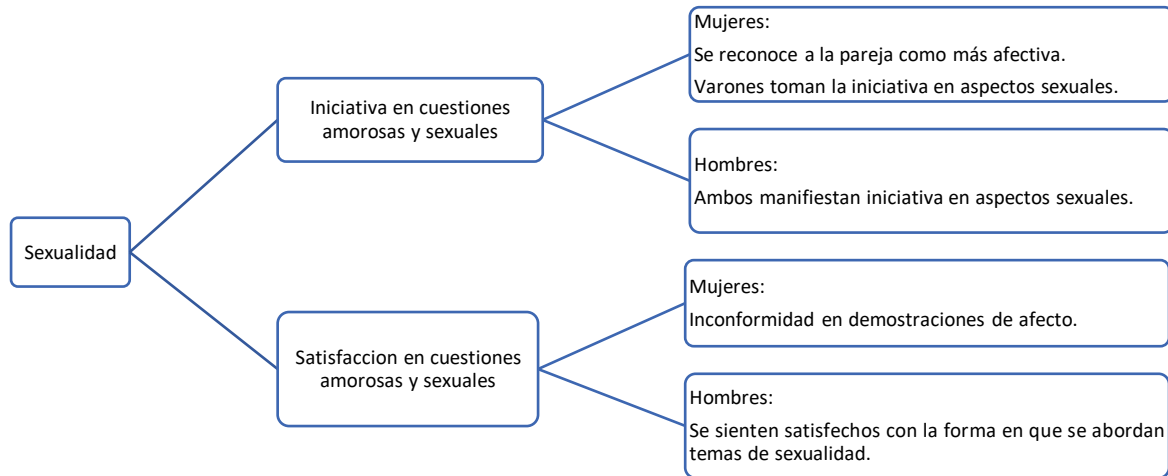 Sexualidad
Iniciativa en cuestiones
amorosas y sexuales
Mujeres:
Se reconoce a la pareja como más afectiva.
Varones toman la iniciativa en aspectos sexuales.
Hombres:
Ambos manifiestan iniciativa en aspectos sexuales.
Satisfaccion en cuestiones
amorosas y sexuales
Mujeres:
Inconformidad en demostraciones de afecto.
Hombres:
Se sienten satisfechos con la forma en que se abordan
temas de sexualidad.